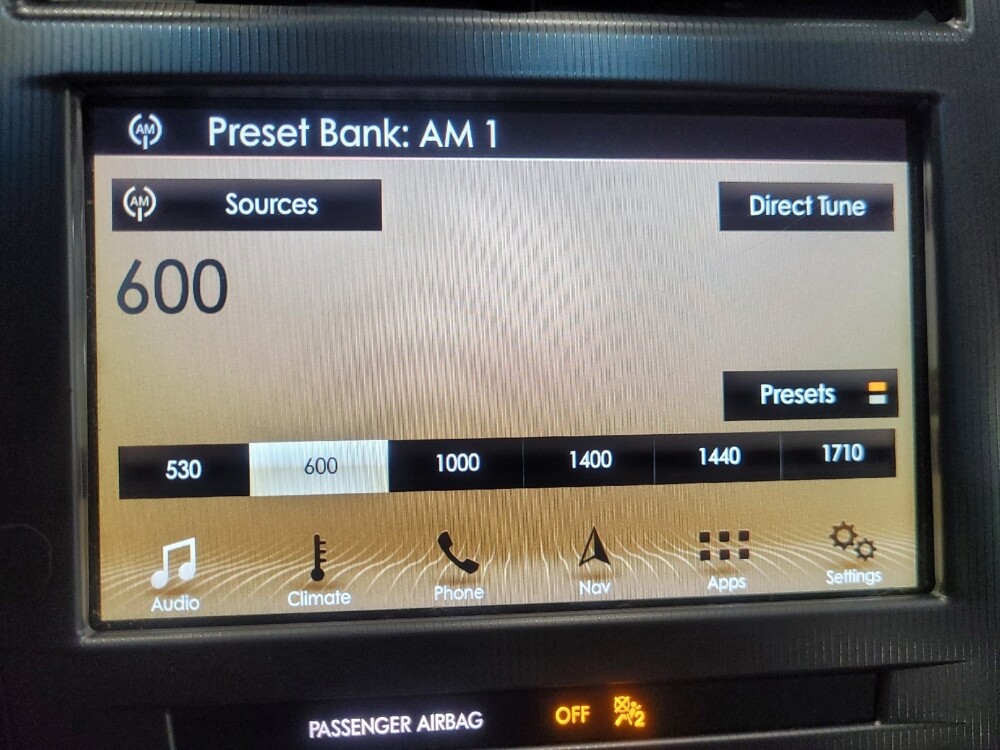 AM Preset Bank: AM 1
AM Sources
Direct Tune
600
Presets
530 600 1000 1400 1440 1710
Audio Climate Phone Nav Apps Settings
PASSENGER AIRBAG OFF 2